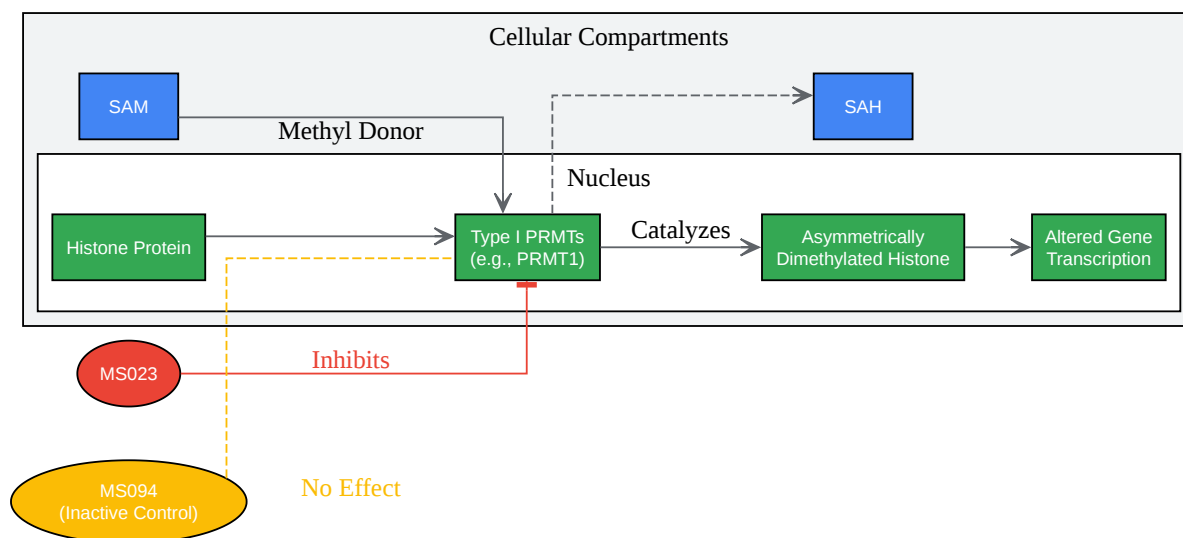 Cellular Compartments
SAM
SAH
Methyl Donor
Nucleus
Histone Protein
Type I PRMTs
(e.g., PRMT1)
Catalyzes
Asymmetrically
Dimethylated Histone
Altered Gene
Transcription
MS023
Inhibits
MS094
(Inactive Control)
No Effect